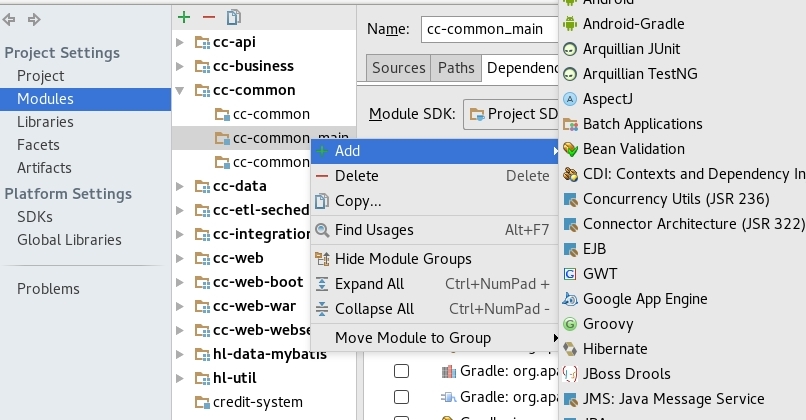 Project Settings
Project
Modules
Libraries
Facets
Artifacts
Platform Settings
SDKs
Global Libraries
Problems
cc-api
cc-business
cc-common
cc-common
cc-common_main
cc-common
cc-data
cc-etl-sched
cc-integration
cc-web
cc-web-boot
cc-web-war
cc-web-webse
hl-data-mybatis
hl-util
credit-system
Name: cc-common_main
Sources Paths Dependenc
Module SDK: Project SD
Add
Delete Delete
Copy...
Find Usages Alt+F7
Hide Module Groups
Expand All Ctrl+NumPad +
Collapse All Ctrl+NumPad -
Move Module to Group
Gradle: org.apa
Gradle: org.apa
Android
Android-Gradle
Arquillian JUnit
Arquillian TestNG
AspectJ
Batch Applications
Bean Validation
CDI: Contexts and Dependency In
Concurrency Utils (JSR 236)
Connector Architecture (JSR 322)
EJB
GWT
Google App Engine
Groovy
Hibernate
JBoss Drools
JMS: Java Message Service